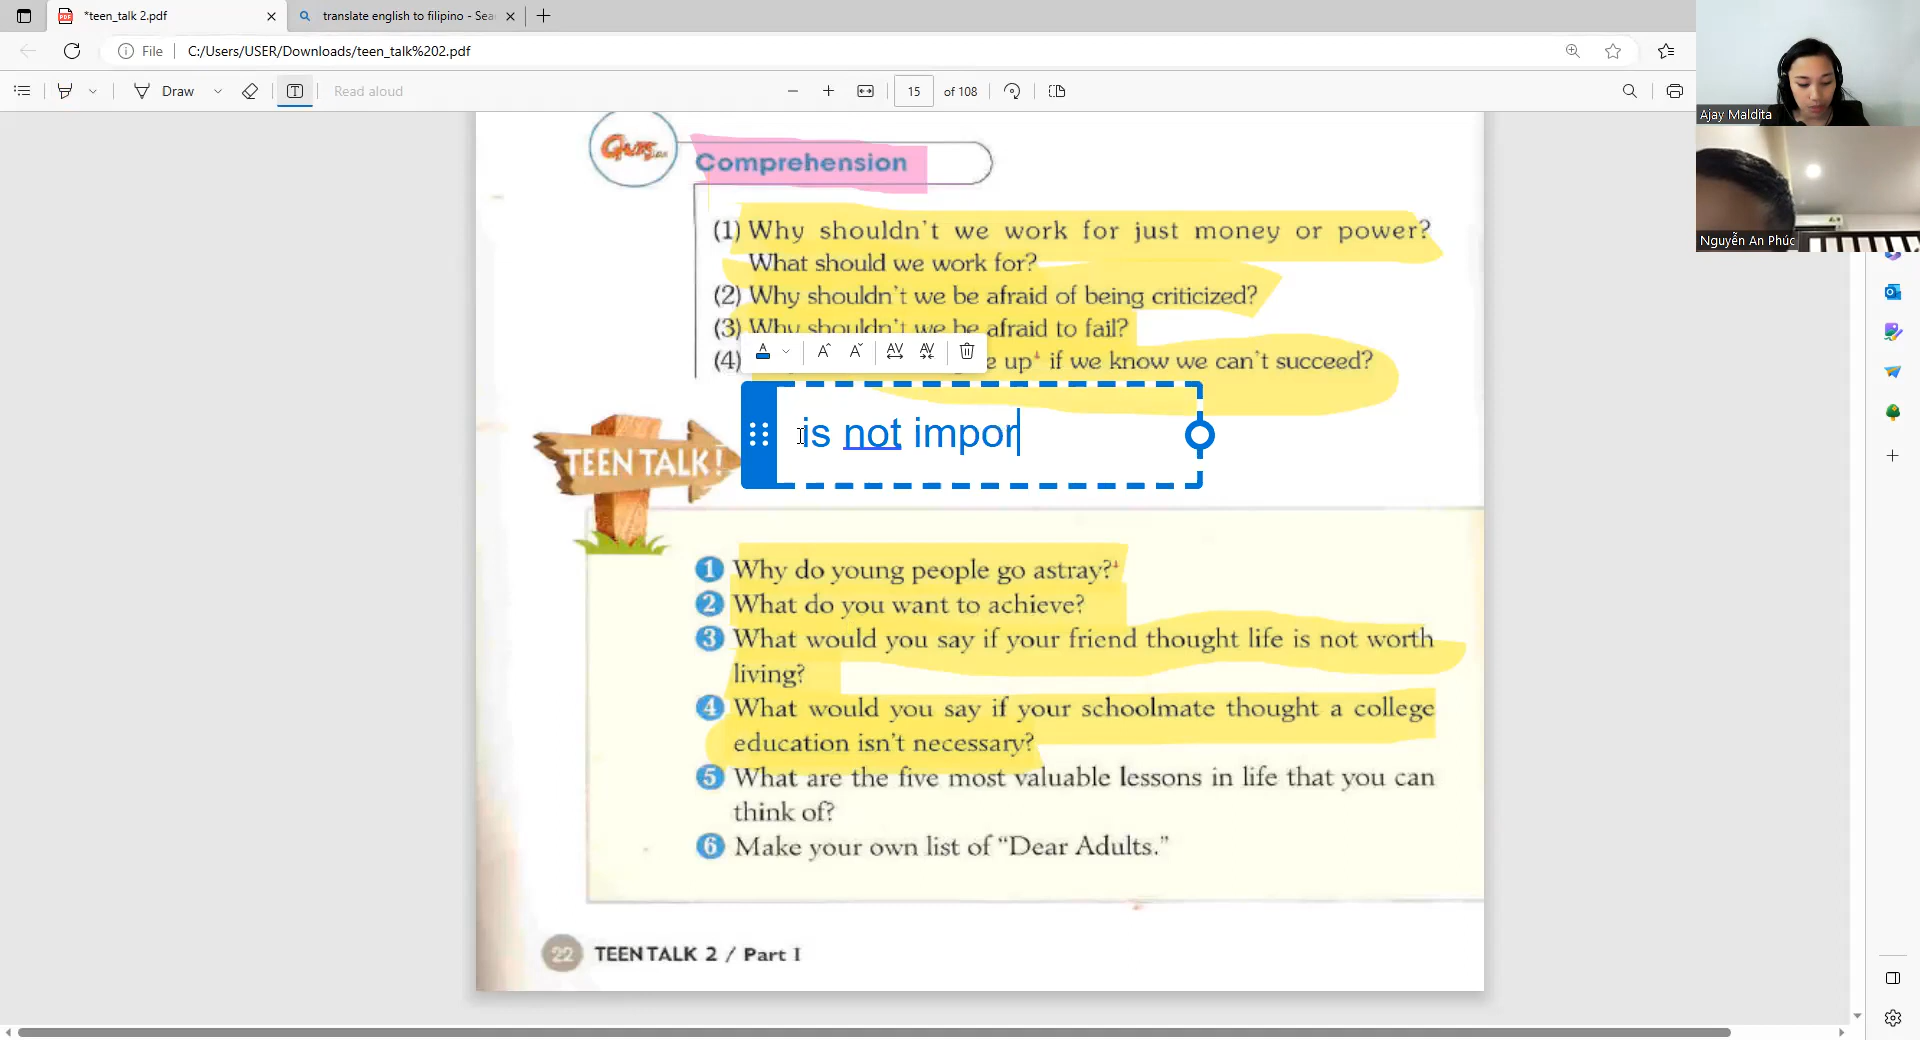 *teen_talk 2.pdf
translate english to filipino - Sea
File
C:/Users/USER/Downloads/teen_talk%202.pdf
Draw
Read aloud
15
of 108
Ajay Maldita
Nguyễn An Phúc
Comprehension
(1) Why shouldn't we work for just money or power?
What should we work for?
(2) Why shouldn't we be afraid of being criticized?
(3) Why shouldn't we be afraid to fail?
(4)
e up if we know we can't succeed?
is not impor
TEEN TALK!
1 Why do young people go astray?
2 What do you want to achieve?
3 What would you say if your friend thought life is not worth
living?
4 What would you say if your schoolmate thought a college
education isn't necessary?
5 What are the five most valuable lessons in life that you can
think of?
6 Make your own list of “Dear Adults.”
22 TEEN TALK 2 / Part I